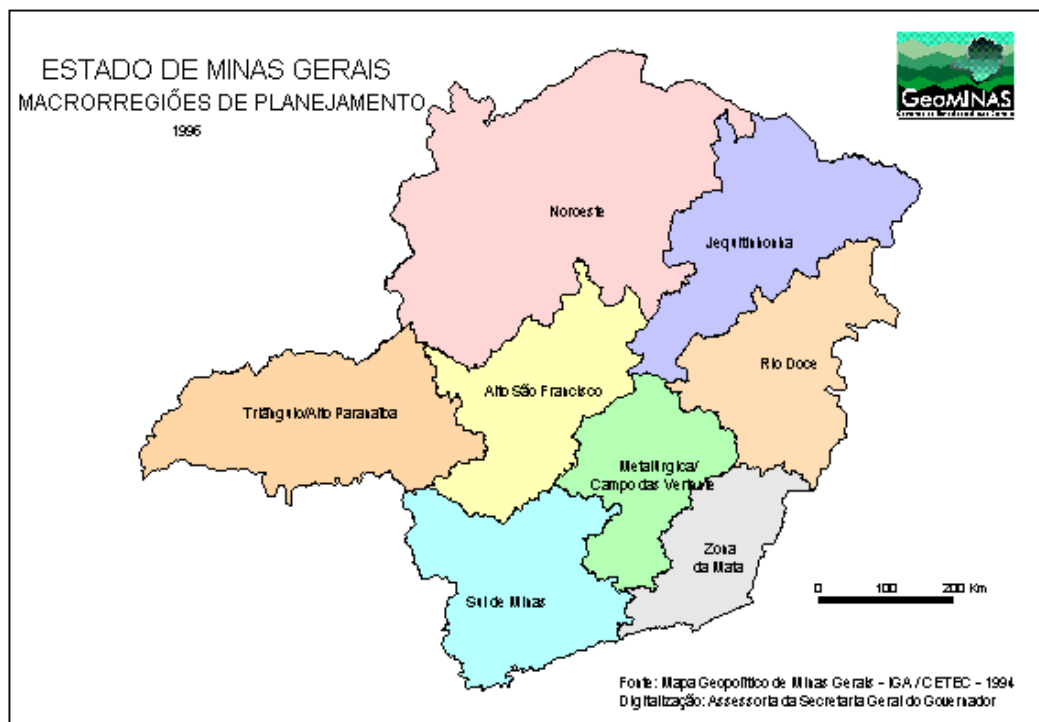 ESTADO DE MINAS GERAIS
MACRORREGIÕES DE PLANEJAMENTO
1996
GeoMINAS
Noroeste
Jequitinhonha
Rio Doce
Alto São Francisco
Triângulo/Alto Paranaíba
Metalúrgica/
Campo das Vertente
Zona
da Mata
Sul de Minas
0 100 200 Km
Fonte: Mapa Geopolítico de Minas Gerais - IGA / CETEC - 1994
Digitalização: Assessoria da Secretaria Geral do Governador